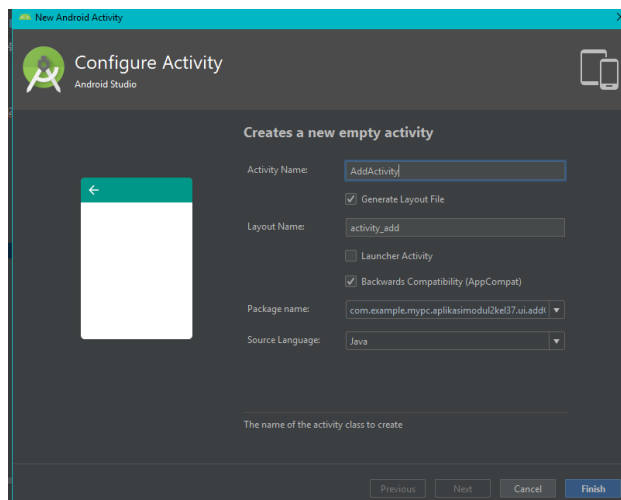 New Android Activity
Configure Activity
Android Studio
Creates a new empty activity
Activity Name:
AddActivity
Generate Layout File
Layout Name:
activity_add
Launcher Activity
Backwards Compatibility (AppCompat)
Package name:
com.example.mypc.aplikasimodul2kel37.ui.add
Source Language:
Java
The name of the activity class to create
Previous
Next
Cancel
Finish